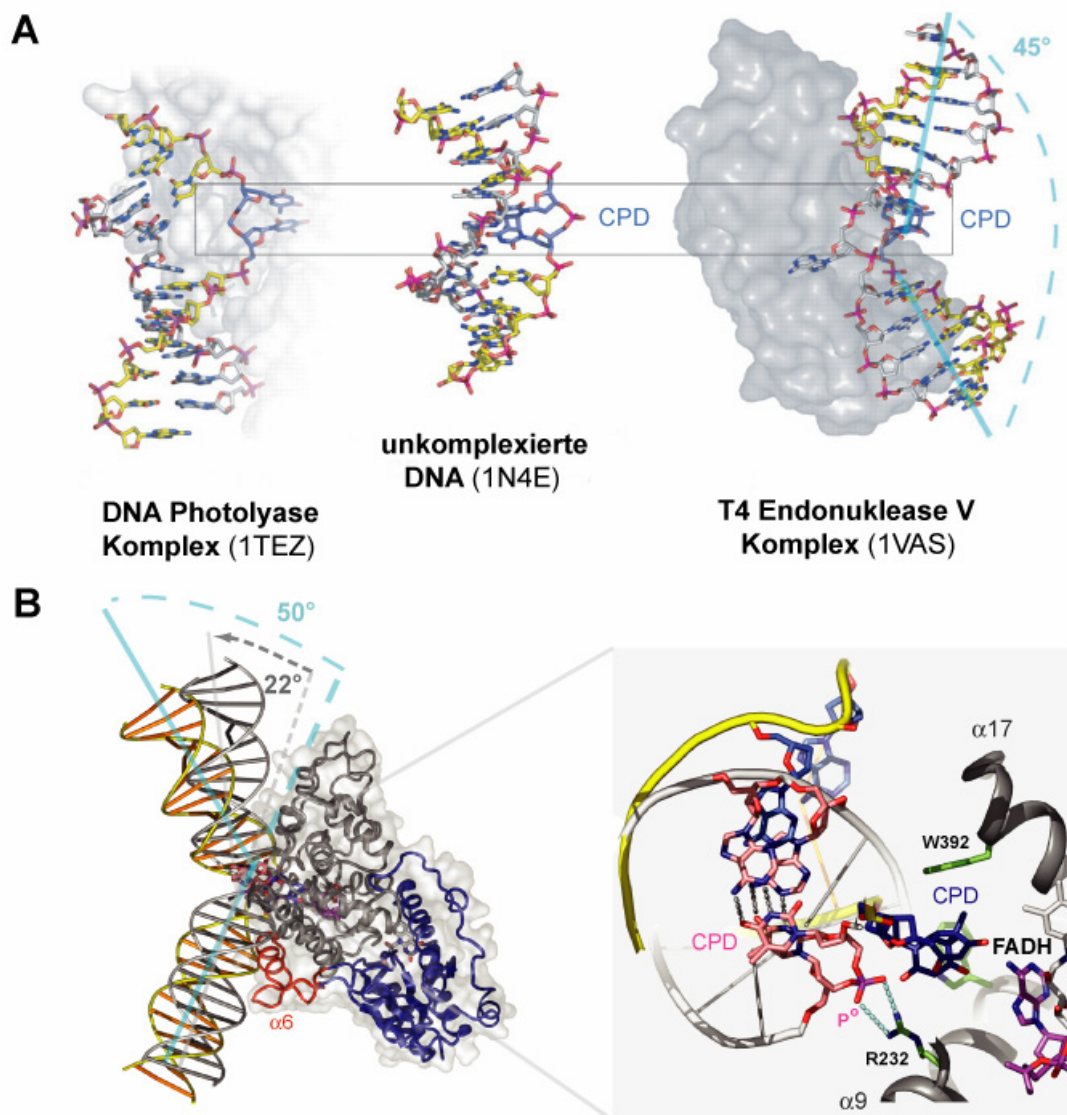 A
45°
CPD
CPD
unkomplexierte
DNA (1N4E)
DNA Photolyase
Komplex (1TEZ)
T4 Endonuklease V
Komplex (1VAS)
B
50°
22°
α6
α17
W392
CPD
CPD
FADH
P°
R232
α9